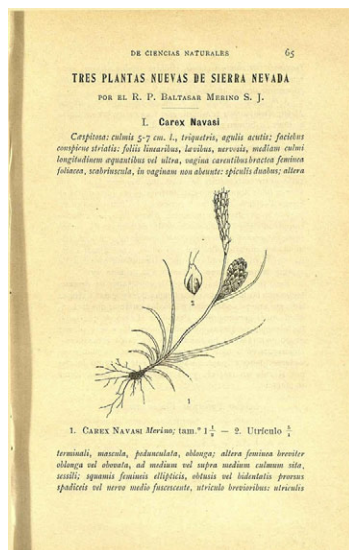 DE CIENCIAS NATURALES 65
TRES PLANTAS NUEVAS DE SIERRA NEVADA
POR EL R. P. BALTASAR MERINO S. J.
I. Carex Navasi
Cæspitosa: culmis 5-7 cm. l., triquetris, agulis acutis; faciebus
conspicue striatis: foliis linearibus, lævibus, nervosis, mediam culmi
longitudinem æquantibus vel ultra, vagina carentibus bractea feminea
foliacea, scabriuscula, in vaginam non abeunte: spiculis duabus; altera
2
1
1. CAREX NAVASI Merino; tam.º 1 1/2 — 2. Utrículo
terminali, mascula, pedunculata, oblonga; altera feminea breviter
oblonga vel obovata, ad medium vel supra medium culmum sita,
sessili; squamis femineis ellipticis, obtusis vel bidentatis prorsus
spadiceis vel nervo medio fuscescente, utriculo brevioribus: utriculis